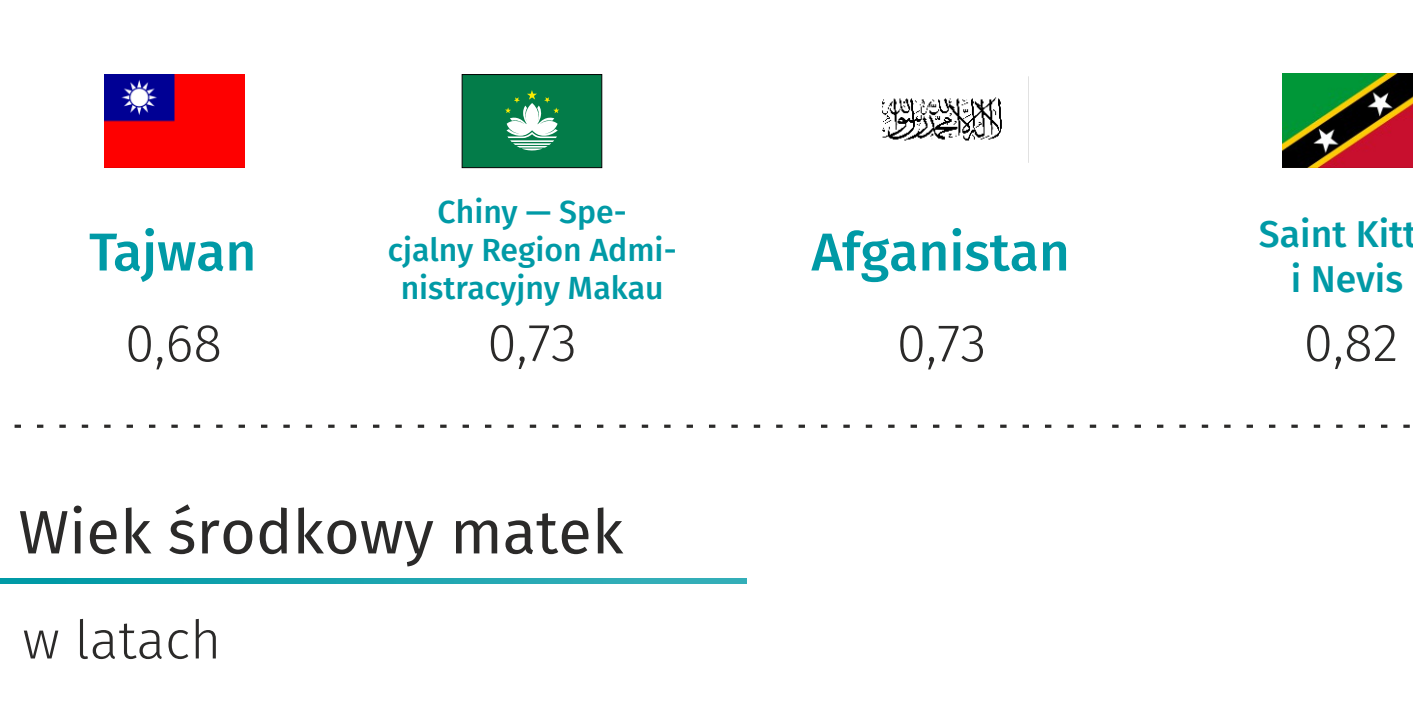 Tajwan
0,68
Chiny — Spe-
cjalny Region Admi-
nistracyjny Makau
0,73
Afganistan
0,73
Saint Kitt
i Nevis
0,82
Wiek środkowy matek
w latach